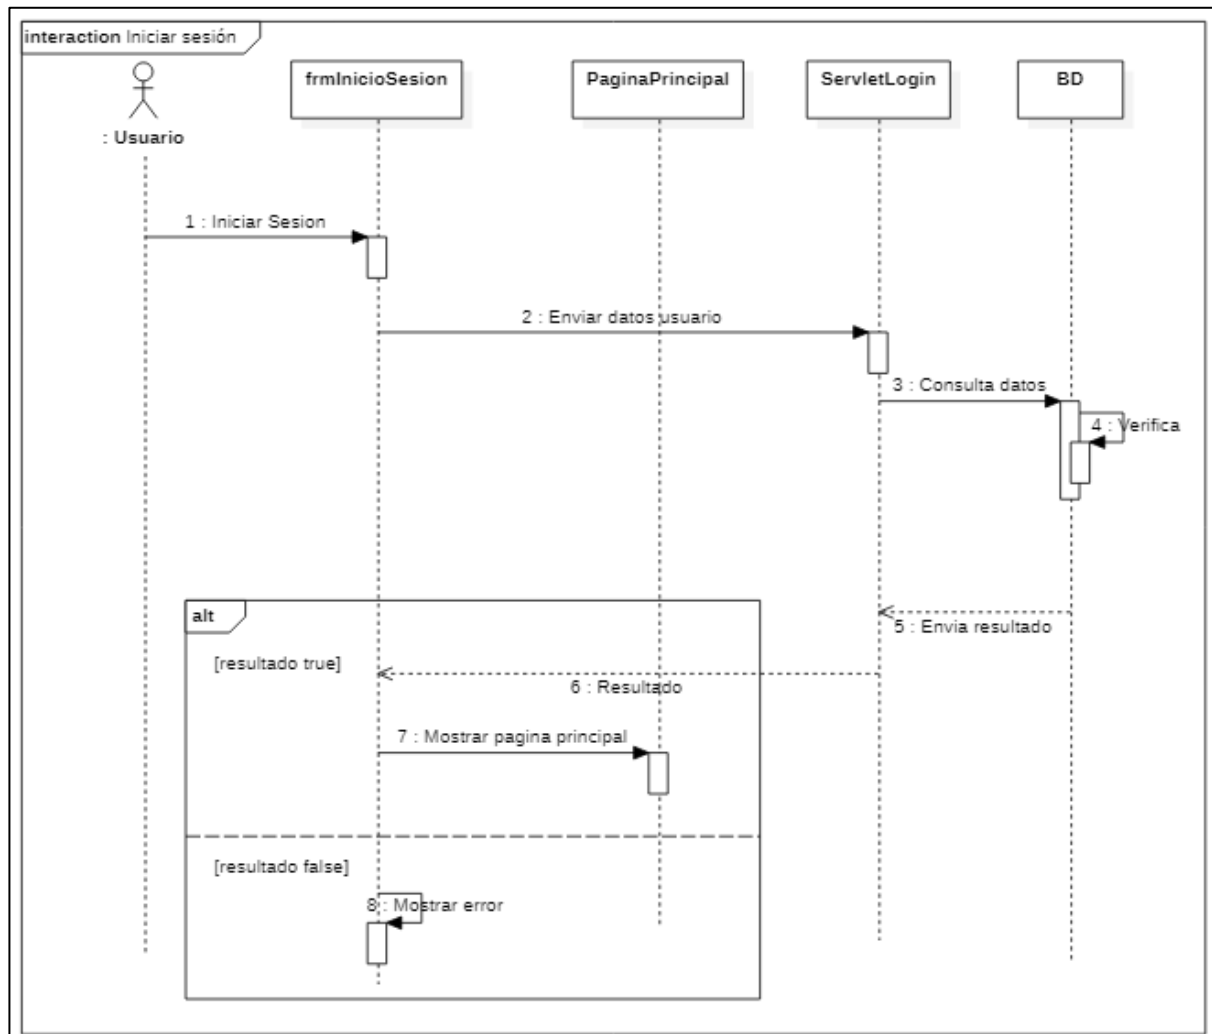 interaction Iniciar sesión
: Usuario
frmInicioSesion
PaginaPrincipal
ServletLogin
BD
1 : Iniciar Sesion
2 : Enviar datos usuario
3 : Consulta datos
4 : Verifica
alt
5 : Envia resultado
[resultado true]
6 : Resultado
7 : Mostrar pagina principal
[resultado false]
8 : Mostrar error